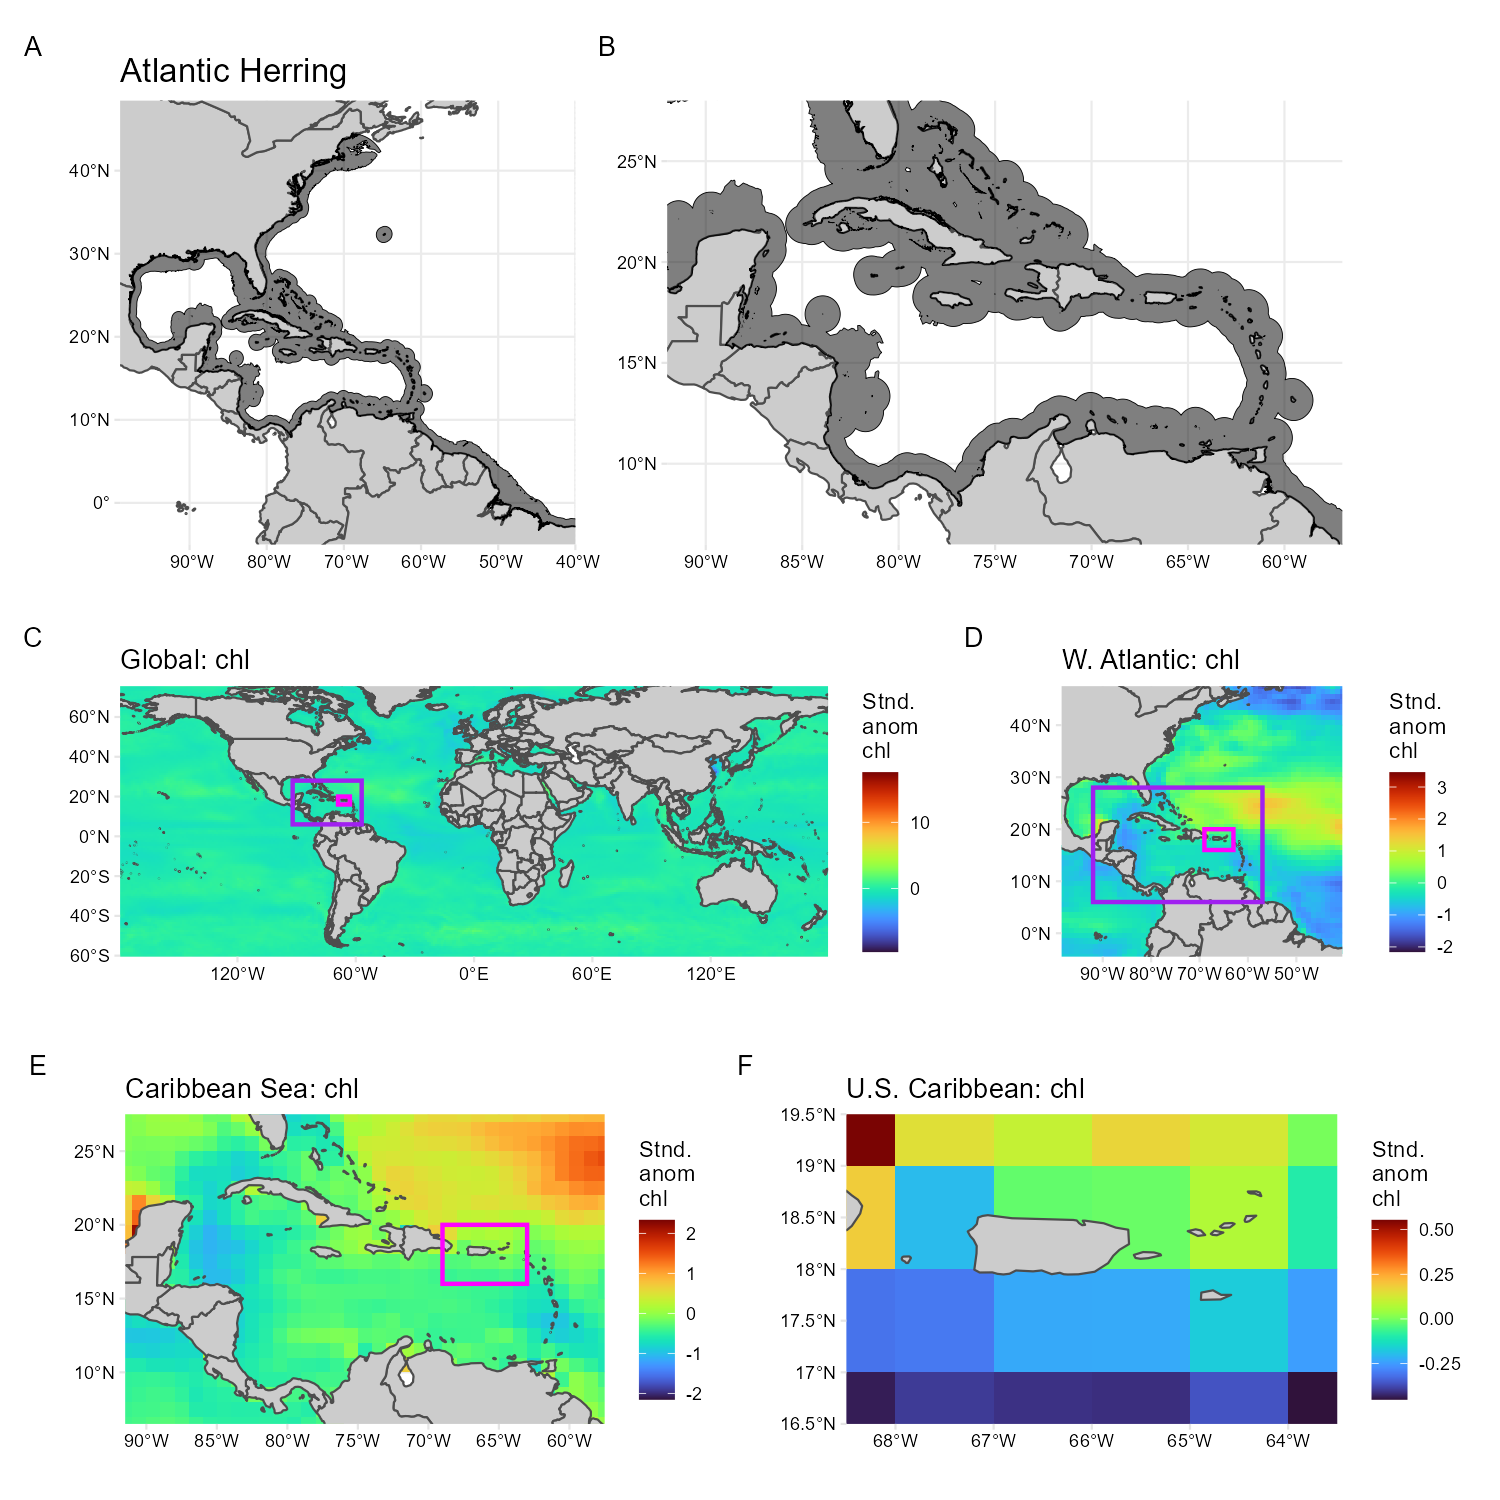 A
Atlantic Herring
40°N
30°N
20°N
10°N
0°
90°W 80°W 70°W 60°W 50°W 40°W
B
25°N
20°N
15°N
10°N
90°W 85°W 80°W 75°W 70°W 65°W 60°W
C
Global: chl
60°N
40°N
20°N
0°N
20°S
40°S
60°S
120°W 60°W 0°E 60°E 120°E
Stnd.
anom
chl
10
0
D
W. Atlantic: chl
40°N
30°N
20°N
10°N
0°N
90°W 80°W 70°W 60°W 50°W
Stnd.
anom
chl
3
2
1
0
-1
-2
E
Caribbean Sea: chl
25°N
20°N
15°N
10°N
90°W 85°W 80°W 75°W 70°W 65°W 60°W
Stnd.
anom
chl
2
1
0
-1
-2
F
U.S. Caribbean: chl
19.5°N
19°N
18.5°N
18°N
17.5°N
17°N
16.5°N
68°W 67°W 66°W 65°W 64°W
Stnd.
anom
chl
0.50
0.25
0.00
-0.25